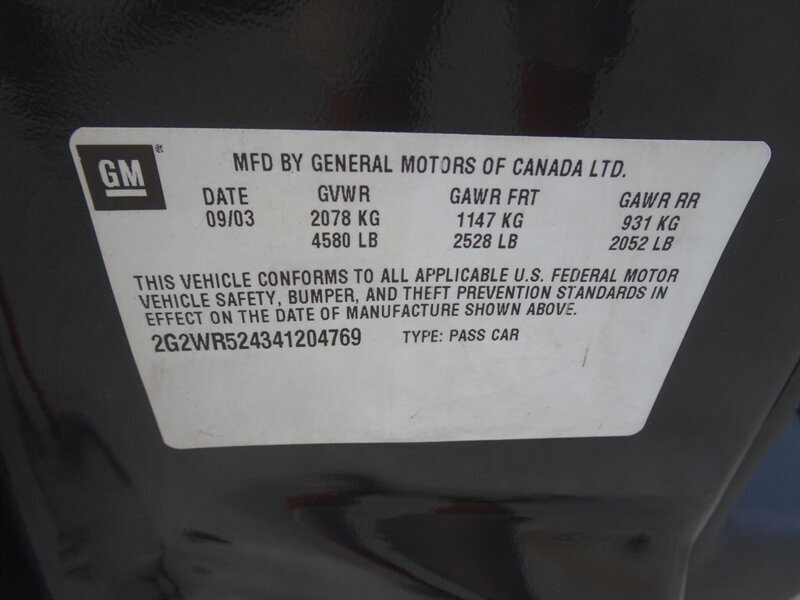 GM®
MFD BY GENERAL MOTORS OF CANADA LTD.
DATE GVWR GAWR FRT GAWR RR
09/03 2078 KG 1147 KG 931 KG
4580 LB 2528 LB 2052 LB
THIS VEHICLE CONFORMS TO ALL APPLICABLE U.S. FEDERAL MOTOR
VEHICLE SAFETY, BUMPER, AND THEFT PREVENTION STANDARDS IN
EFFECT ON THE DATE OF MANUFACTURE SHOWN ABOVE.
2G2WR524341204769 TYPE: PASS CAR